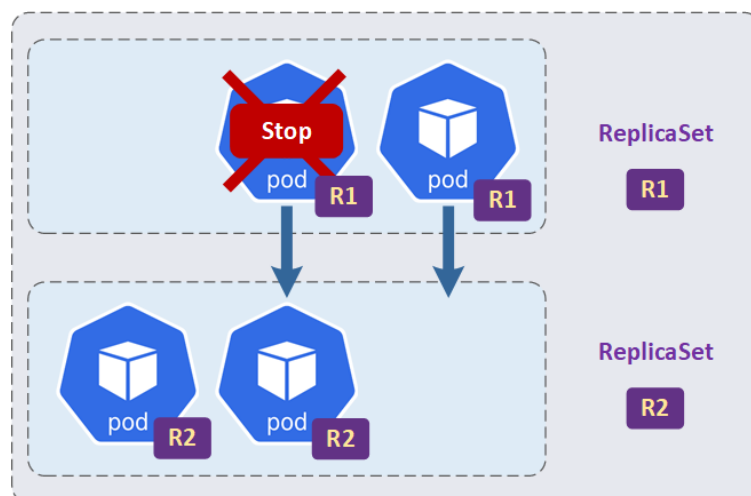 Stop
pod
R1
pod
R1
ReplicaSet
R1
pod
R2
pod
R2
ReplicaSet
R2